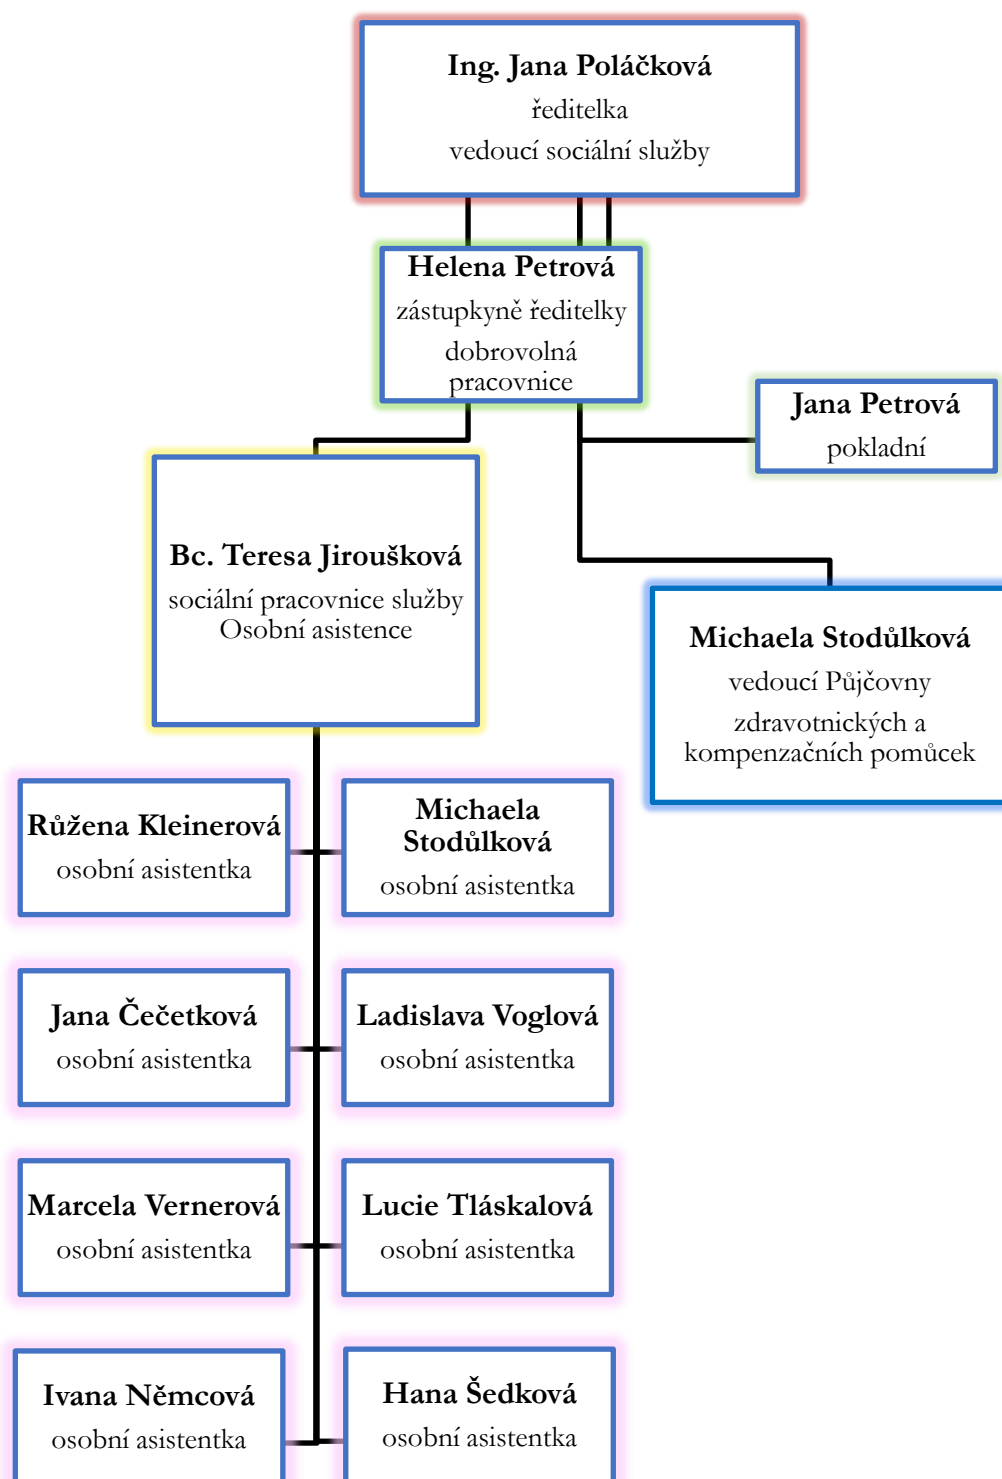 Ing. Jana Poláčková
ředitelka
vedoucí sociální služby
Helena Petrová
zástupkyně ředitelky
dobrovolná
pracovnice
Jana Petrová
pokladní
Bc. Teresa Jiroušková
sociální pracovnice služby
Osobní asistence
Michaela Stodůlková
vedoucí Půjčovny
zdravotnických a
kompenzačních pomůcek
Růžena Kleinerová
osobní asistentka
Michaela
Stodůlková
osobní asistentka
Jana Čečetková
osobní asistentka
Ladislava Voglová
osobní asistentka
Marcela Vernerová
osobní asistentka
Lucie Tláskalová
osobní asistentka
Ivana Němcová
osobní asistentka
Hana Šedková
osobní asistentka